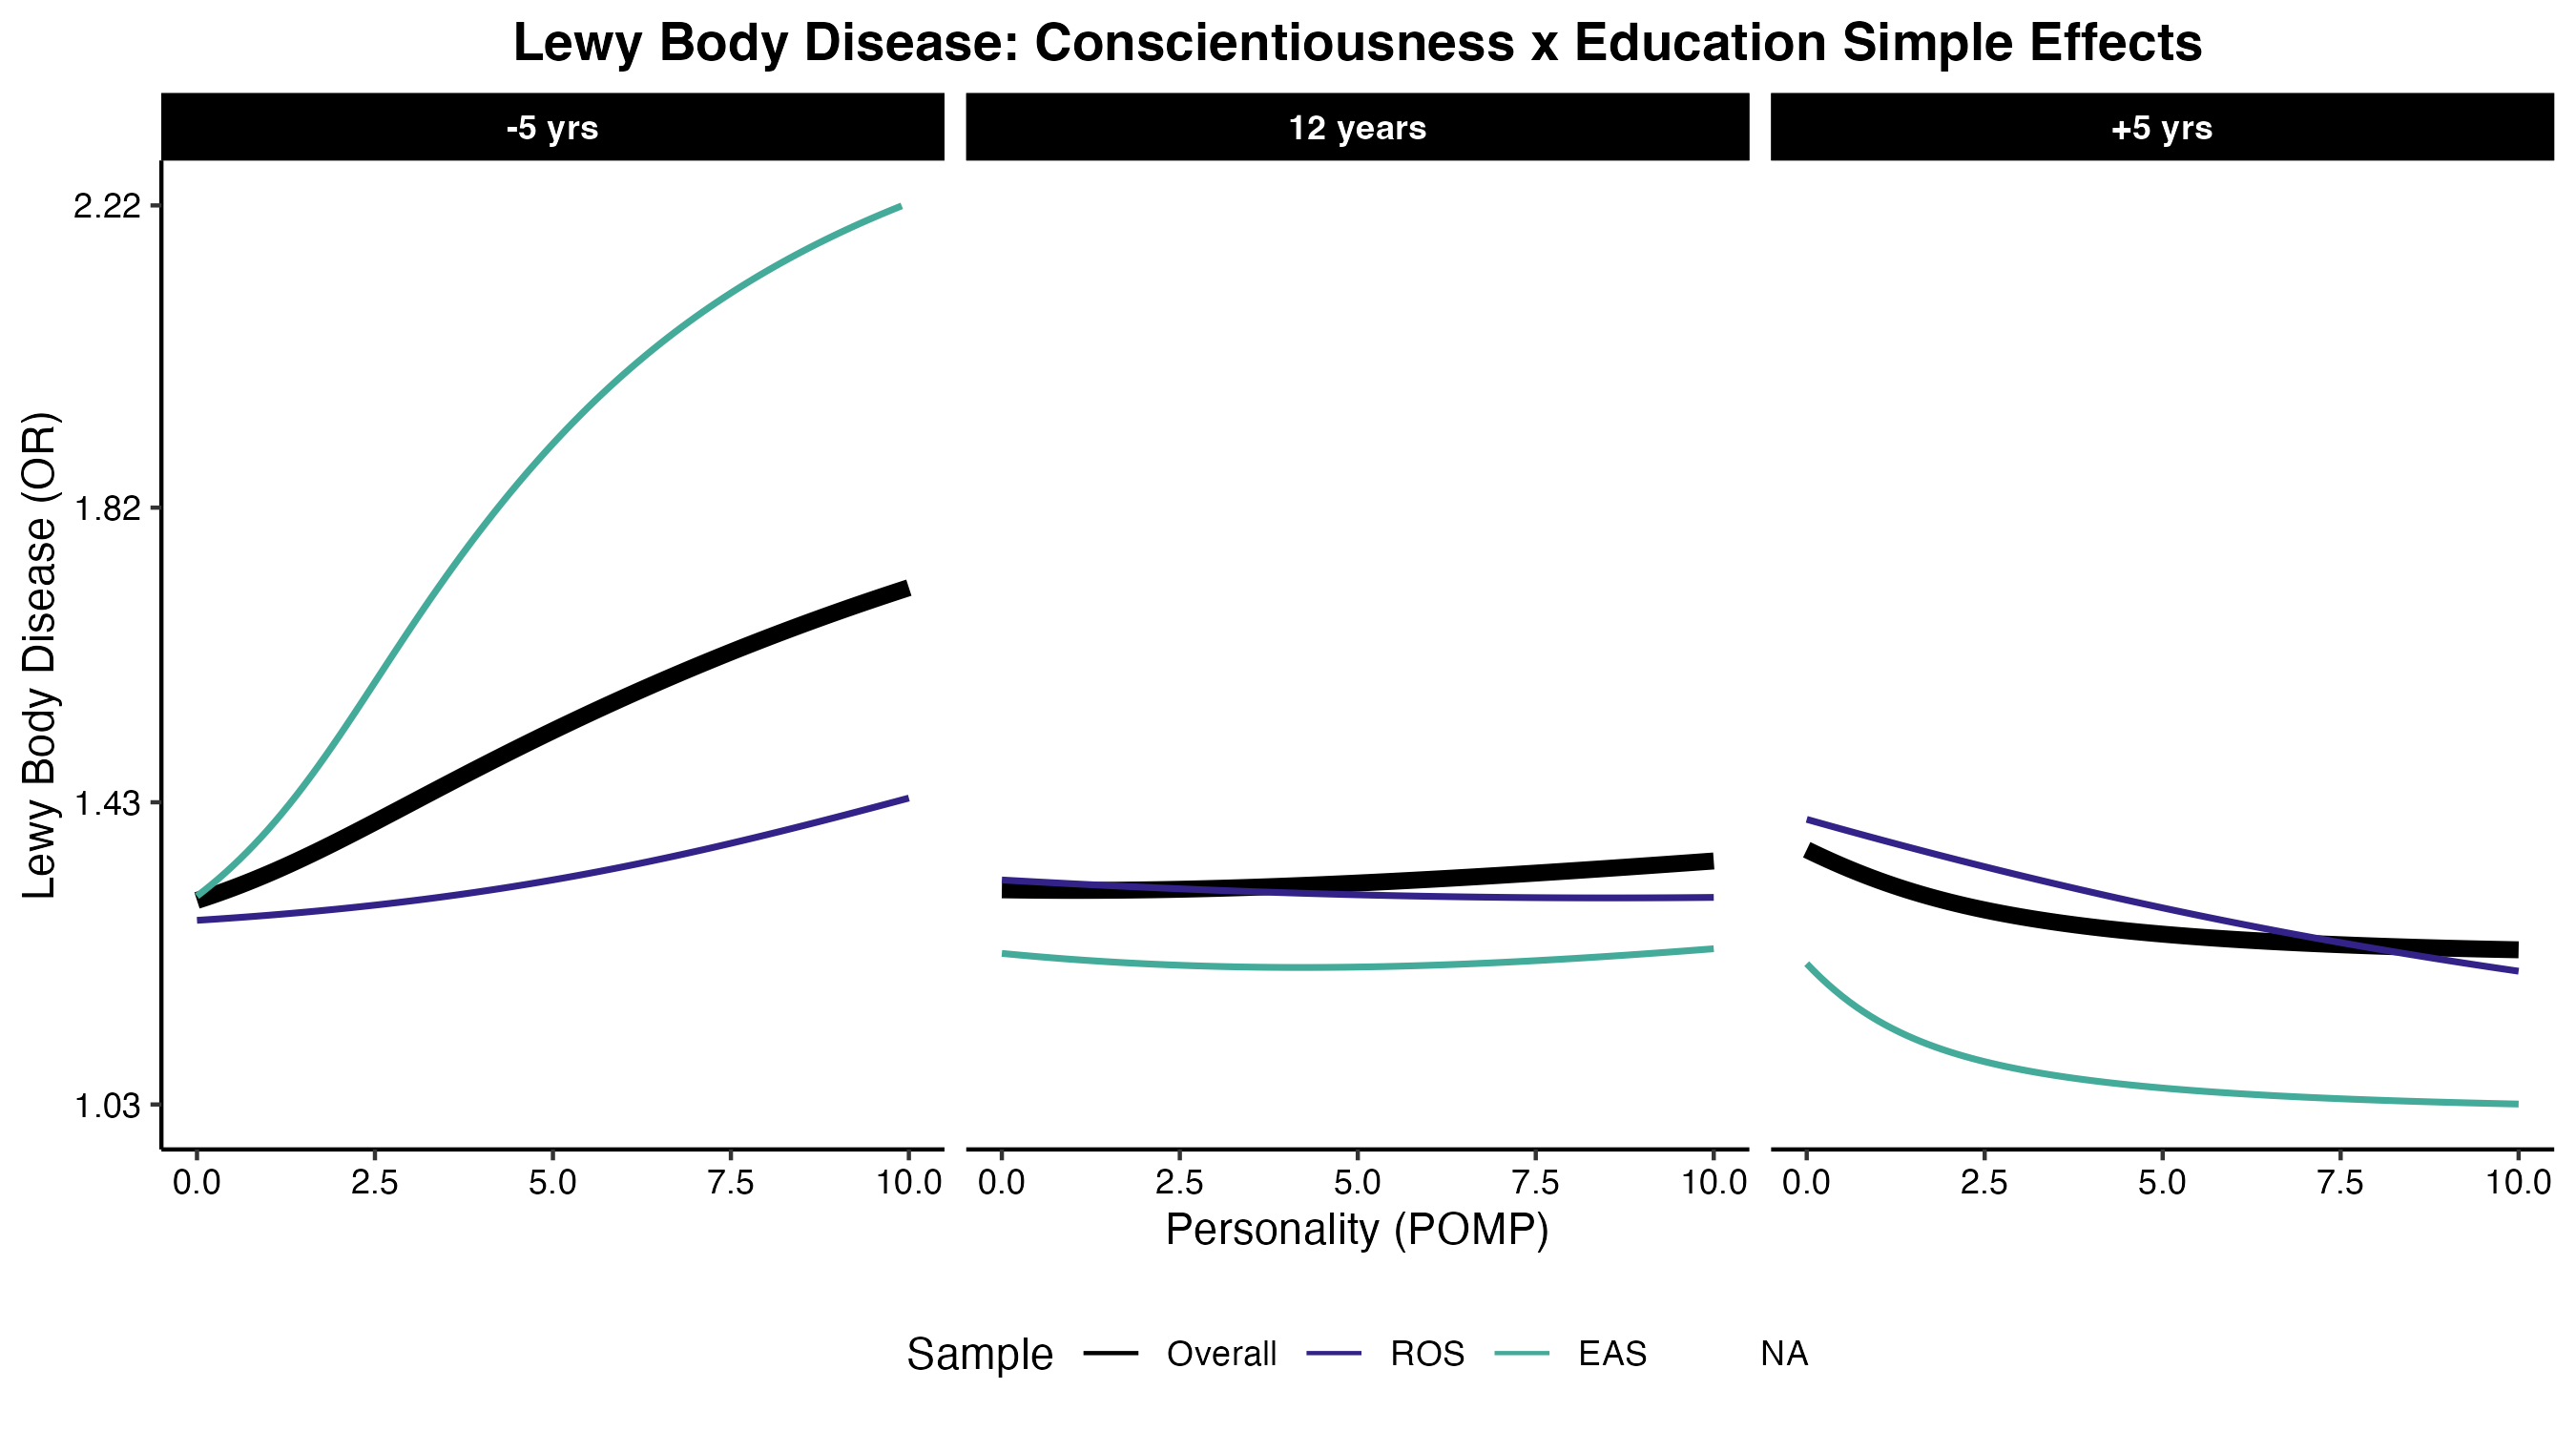 Lewy Body Disease: Conscientiousness x Education Simple Effects
-5 yrs
12 years
+5 yrs
Lewy Body Disease (OR)
2.22
1.82
1.43
1.03
0.0 2.5 5.0 7.5 10.0
0.0 2.5 5.0 7.5 10.0
0.0 2.5 5.0 7.5 10.0
Personality (POMP)
Sample Overall ROS EAS NA